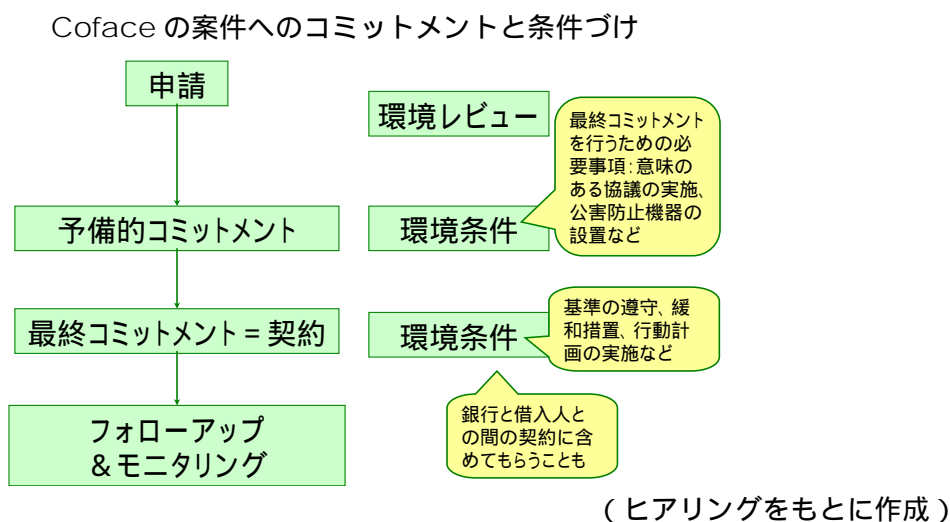 Coface の案件へのコミットメントと条件づけ
申請
環境レビュー
最終コミットメント
を行うための必
要事項：意味の
ある協議の実施、
公害防止機器の
設置など
予備的コミットメント
環境条件
基準の遵守、緩
和措置、行動計
画の実施など
最終コミットメント = 契約
環境条件
銀行と借入人と
の間の契約に含
めてもらうことも
フォローアップ
&モニタリング
(ヒアリングをもとに作成)